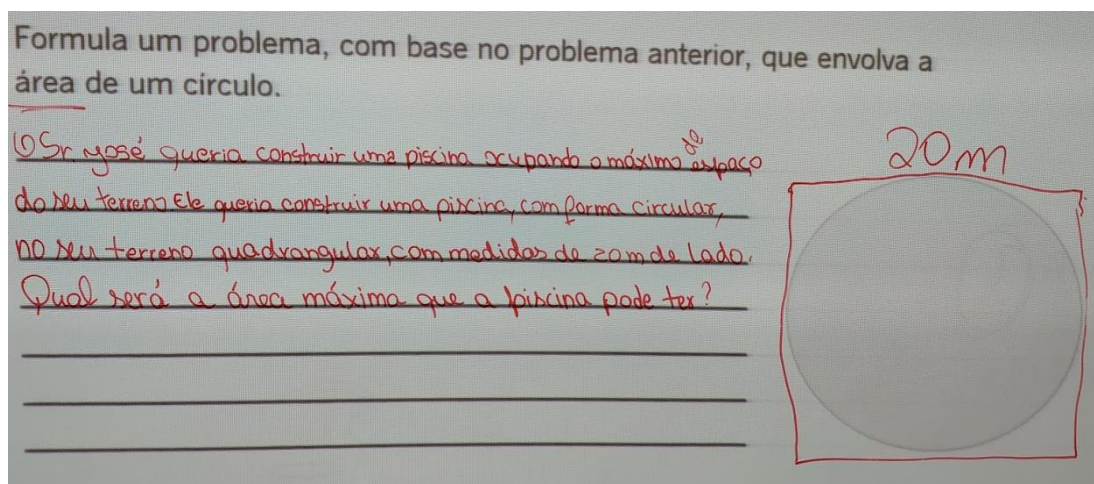 Formula um problema, com base no problema anterior, que envolva a
área de um círculo.
O Sr. José queria construir uma piscina ocupando o máximo de espaço
do seu terreno. Ele queria construir uma piscina, com forma circular,
no seu terreno quadrangular, com medidas de 20m de lado.
Qual será a área máxima que a piscina pode ter?
20 m